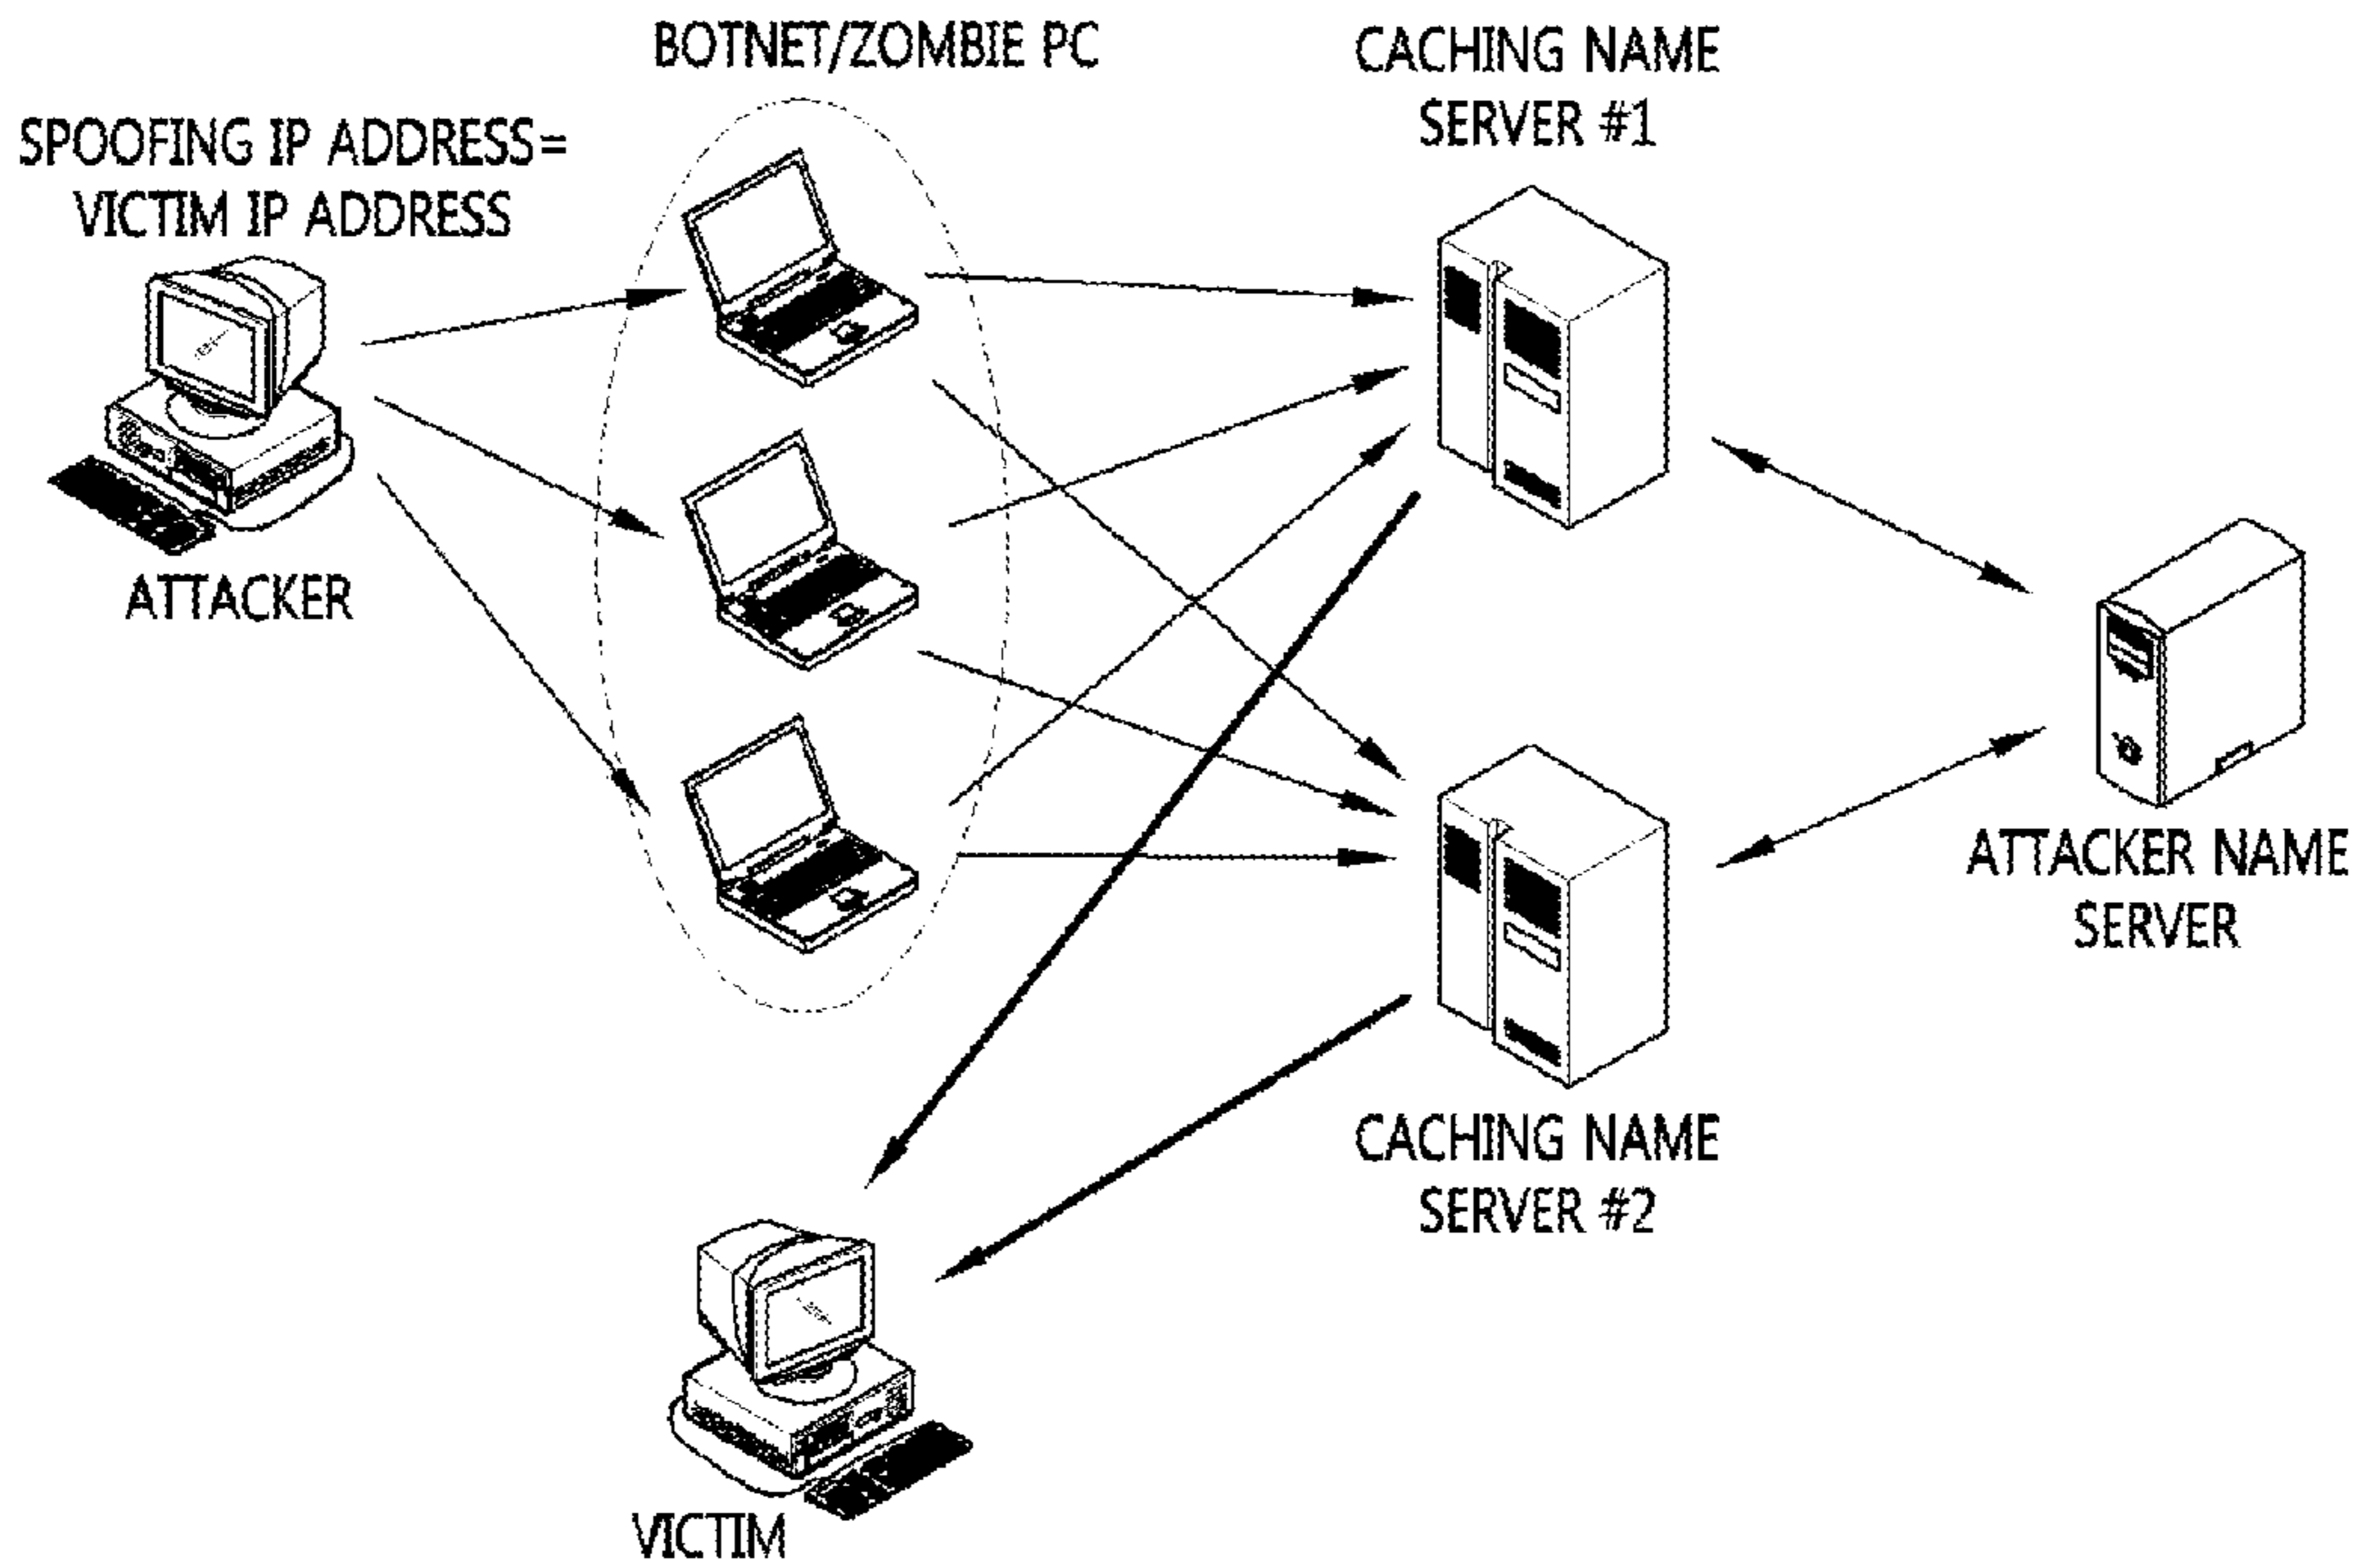 BOTNET/ZOMBIE PC
CACHING NAME
SERVER #1
SPOOFING IP ADDRESS=
VICTIM IP ADDRESS
ATTACKER
ATTACKER NAME
SERVER
CACHING NAME
SERVER #2
VICTIM